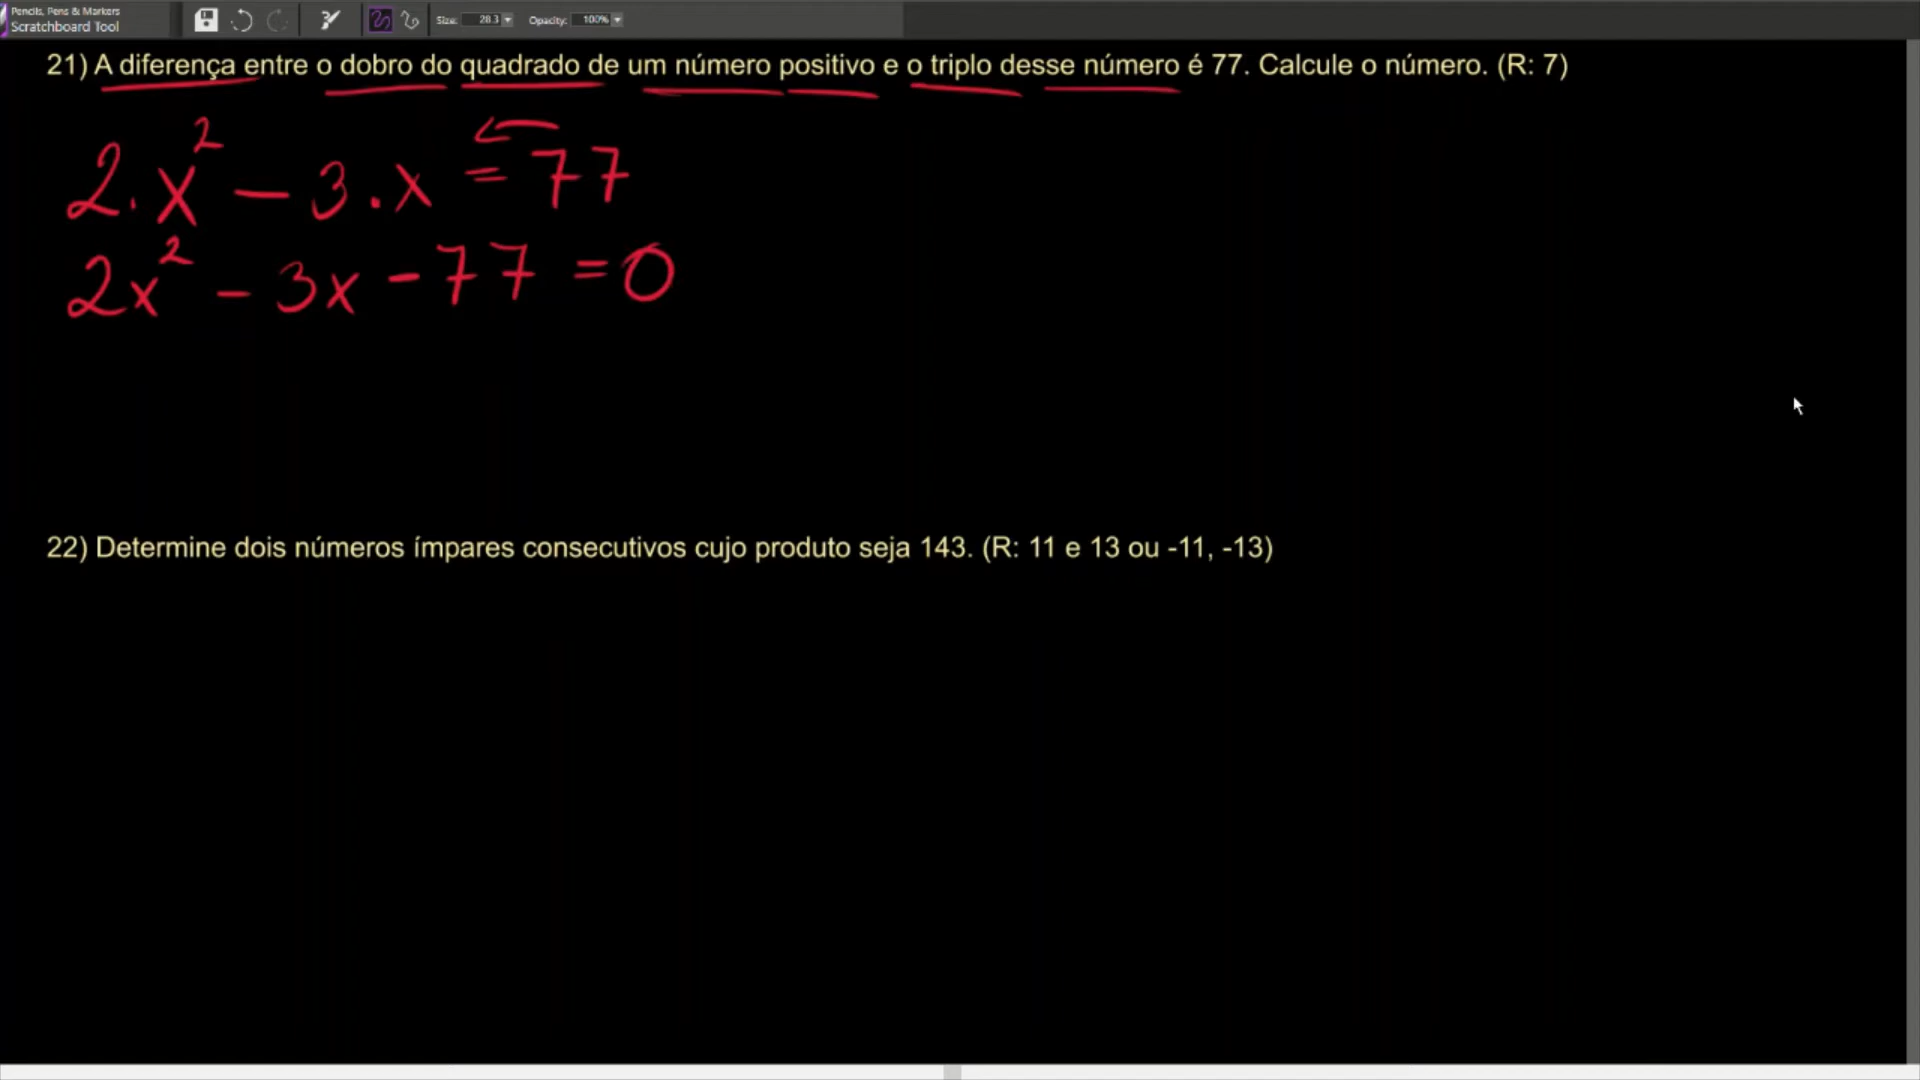 Pencils, Pens & Markers
Scratchboard Tool
Size: 28.3 Opacity: 100%
21) A diferença entre o dobro do quadrado de um número positivo e o triplo desse número é 77. Calcule o número. (R: 7)
2.x² - 3.x = 77
2x² - 3x - 77 = 0
22) Determine dois números ímpares consecutivos cujo produto seja 143. (R: 11 e 13 ou -11, -13)